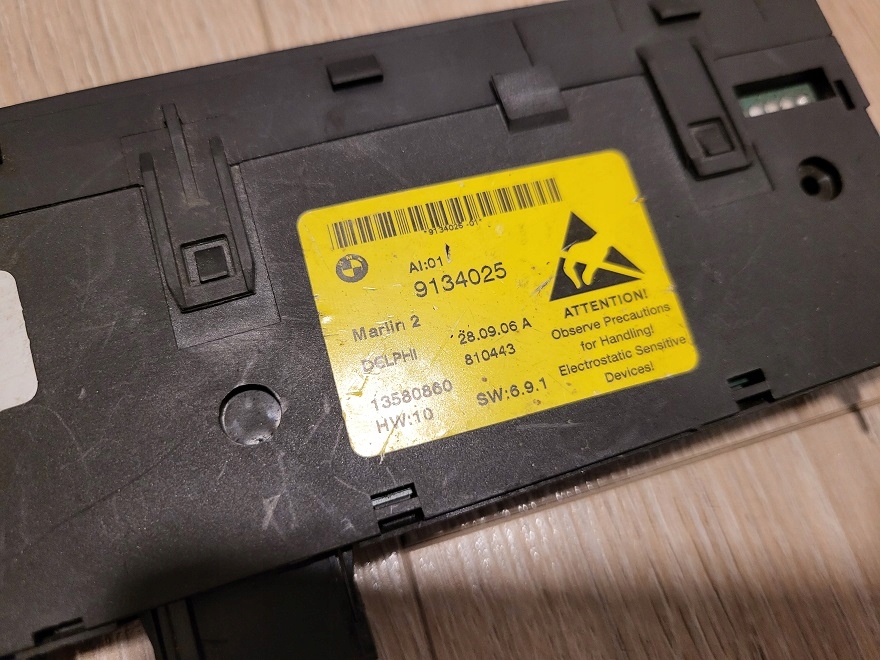 *9134025-01*
AI:01
9134025
Marlin 2
28.09.06 A
DELPHI
810443
13580860
SW:6.9.1
HW:10
ATTENTION!
Observe Precautions
for Handling!
Electrostatic Sensitive
Devices!